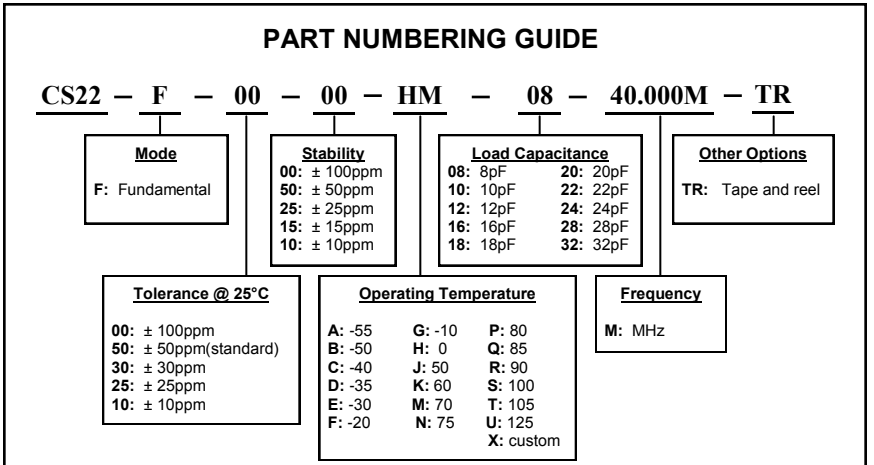 PART NUMBERING GUIDE
CS22 – F – 00 – 00 – HM – 08 – 40.000M – TR
Mode
F: Fundamental
Stability
00: ± 100ppm
50: ± 50ppm
25: ± 25ppm
15: ± 15ppm
10: ± 10ppm
Load Capacitance
08: 8pF 20: 20pF
10: 10pF 22: 22pF
12: 12pF 24: 24pF
16: 16pF 28: 28pF
18: 18pF 32: 32pF
Other Options
TR: Tape and reel
Tolerance @ 25°C
00: ± 100ppm
50: ± 50ppm(standard)
30: ± 30ppm
25: ± 25ppm
10: ± 10ppm
Operating Temperature
A: -55 G: -10 P: 80
B: -50 H: 0 Q: 85
C: -40 J: 50 R: 90
D: -35 K: 60 S: 100
E: -30 M: 70 T: 105
F: -20 N: 75 U: 125
X: custom
Frequency
M: MHz